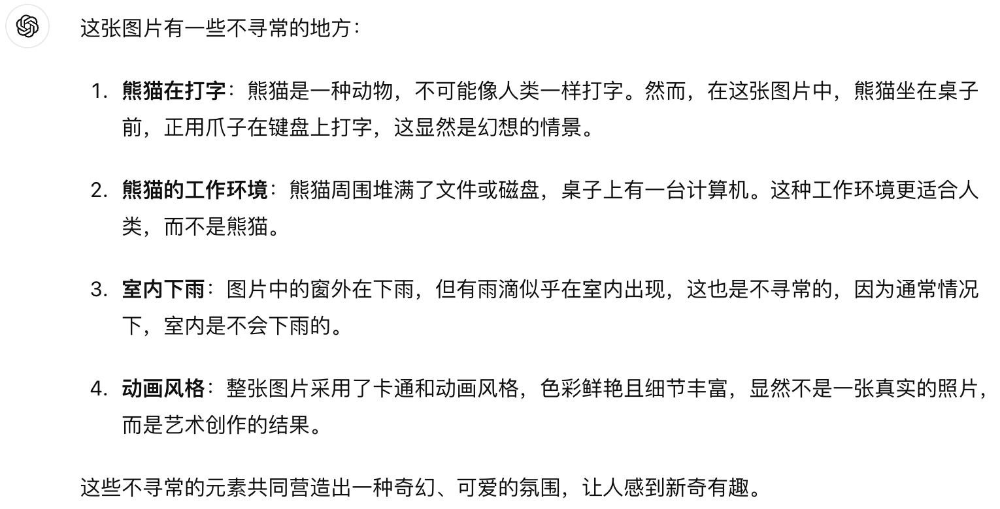 这张图片有一些不寻常的地方：
1. 熊猫在打字：熊猫是一种动物，不可能像人类一样打字。然而，在这张图片中，熊猫坐在桌子
前，正用爪子在键盘上打字，这显然是幻想的情景。
2. 熊猫的工作环境：熊猫周围堆满了文件或磁盘，桌子上有一台计算机。这种工作环境更适合人
类，而不是熊猫。
3. 室内下雨：图片中的窗外在下雨，但有雨滴似乎在室内出现，这也是不寻常的，因为通常情况
下，室内是不会下雨的。
4. 动画风格：整张图片采用了卡通和动画风格，色彩鲜艳且细节丰富，显然不是一张真实的照片，
而是艺术创作的结果。
这些不寻常的元素共同营造出一种奇幻、可爱的氛围，让人感到新奇有趣。